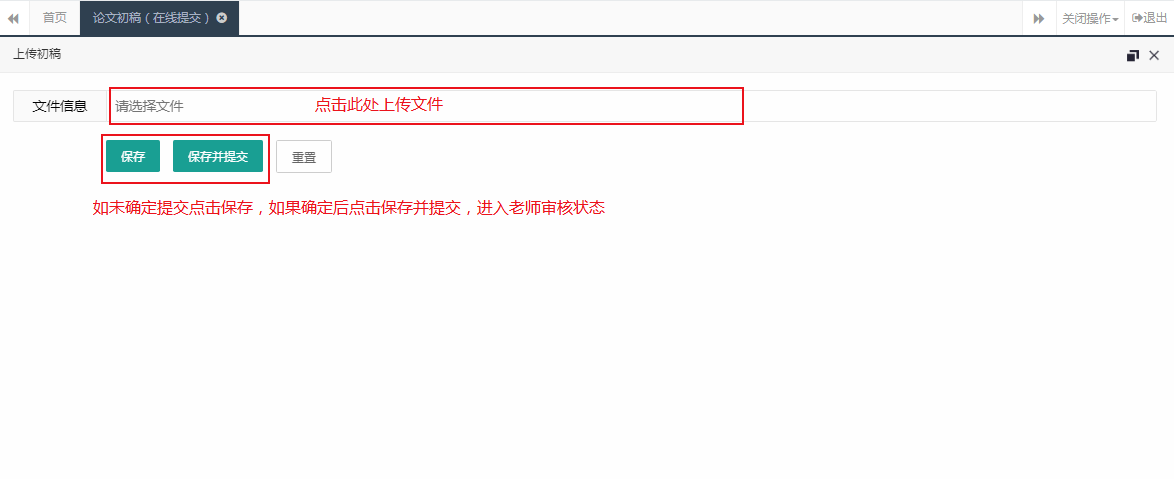 首页 论文初稿（在线提交） 关闭操作 退出
上传初稿
文件信息 请选择文件 点击此处上传文件
保存 保存并提交 重置
如未确定提交点击保存，如果确定后点击保存并提交，进入老师审核状态